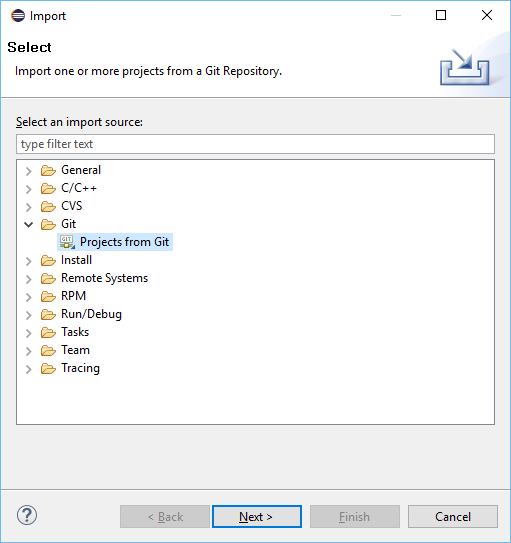 Import
Select
Import one or more projects from a Git Repository.
Select an import source:
type filter text
General
C/C++
CVS
Git
GIT
Projects from Git
Install
Remote Systems
RPM
Run/Debug
Tasks
Team
Tracing
?
< Back
Next >
Finish
Cancel